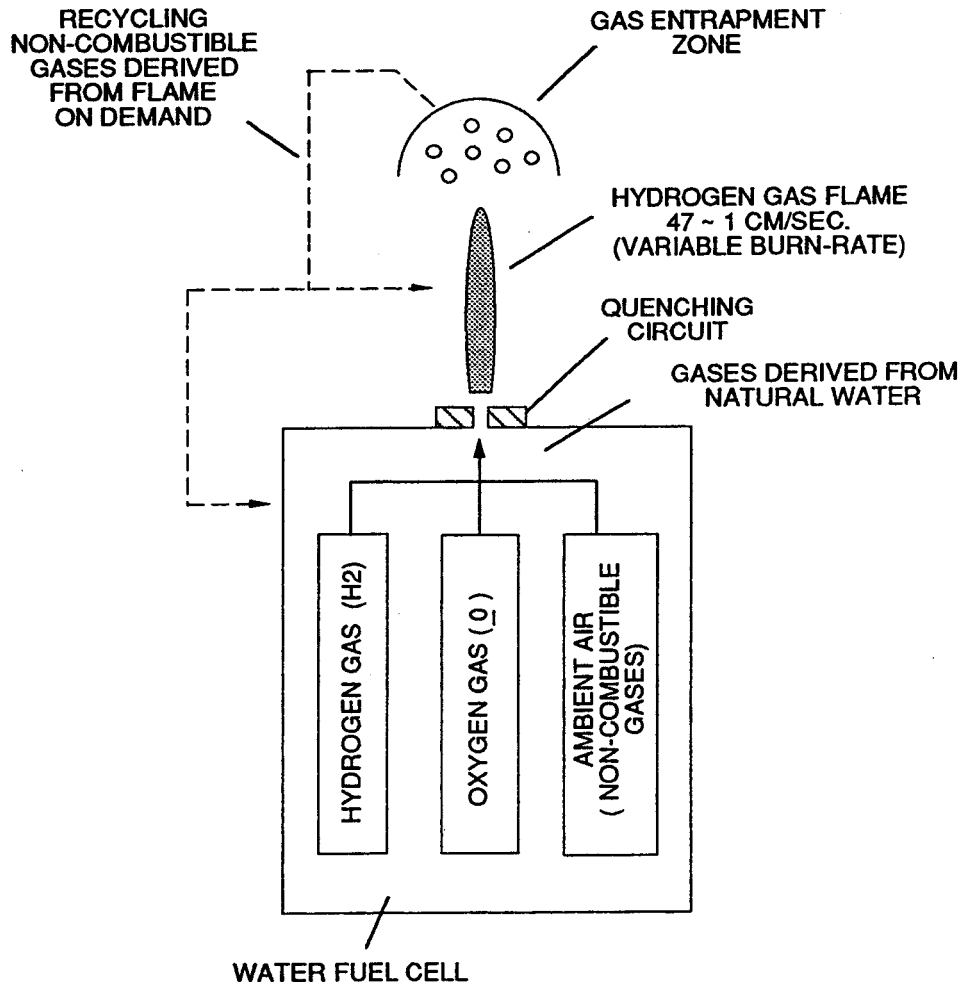 RECYCLING
NON-COMBUSTIBLE
GASES DERIVED
FROM FLAME
ON DEMAND
GAS ENTRAPMENT
ZONE
HYDROGEN GAS FLAME
47 ~ 1 CM/SEC.
(VARIABLE BURN-RATE)
QUENCHING
CIRCUIT
GASES DERIVED FROM
NATURAL WATER
HYDROGEN GAS (H2)
OXYGEN GAS (0)
AMBIENT AIR
( NON-COMBUSTIBLE
GASES)
WATER FUEL CELL